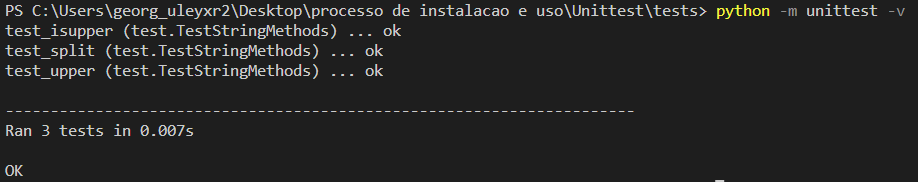 PS C:\Users\georg_uleyxr2\Desktop\processo de instalacao e uso\Unittest\tests> python -m unittest -v
test_isupper (test.TestStringMethods) ... ok
test_split (test.TestStringMethods) ... ok
test_upper (test.TestStringMethods) ... ok
----------------------------------------------------------------------
Ran 3 tests in 0.007s
OK